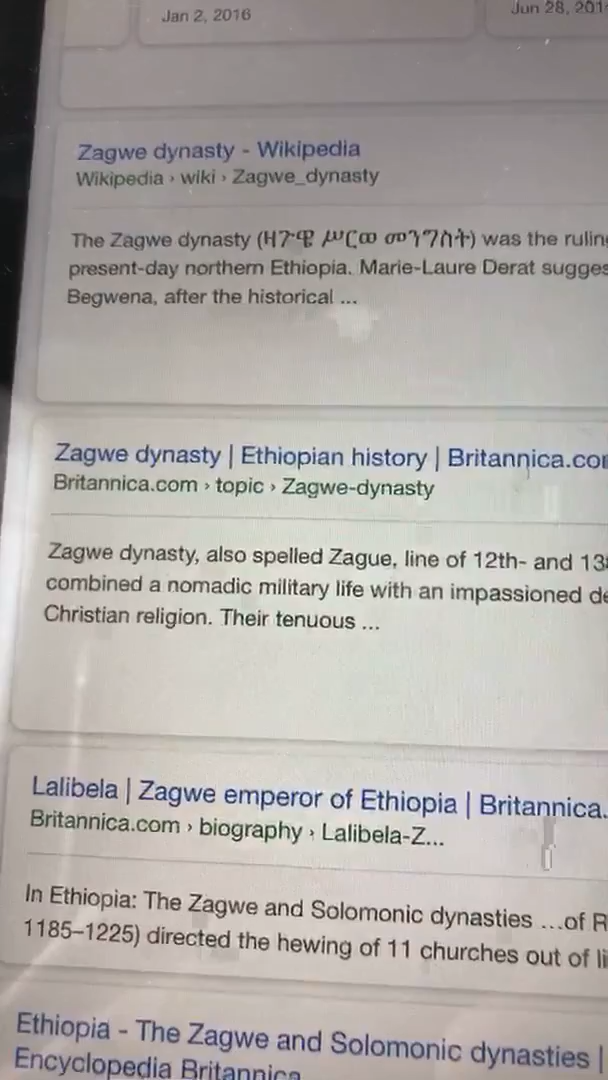 Jan 2, 2016
Jun 28, 201
Zagwe dynasty - Wikipedia
Wikipedia › wiki › Zagwe_dynasty
The Zagwe dynasty (ዛጉዌ ሥርወ መንግስት) was the ruling
present-day northern Ethiopia. Marie-Laure Derat sugges
Begwena, after the historical ...
Zagwe dynasty | Ethiopian history | Britannica.com
Britannica.com › topic › Zagwe-dynasty
Zagwe dynasty, also spelled Zague, line of 12th- and 13
combined a nomadic military life with an impassioned de
Christian religion. Their tenuous ...
Lalibela | Zagwe emperor of Ethiopia | Britannica.
Britannica.com › biography › Lalibela-Z...
In Ethiopia: The Zagwe and Solomonic dynasties ...of R
1185–1225) directed the hewing of 11 churches out of li
Ethiopia - The Zagwe and Solomonic dynasties |
Encyclopedia Britannica